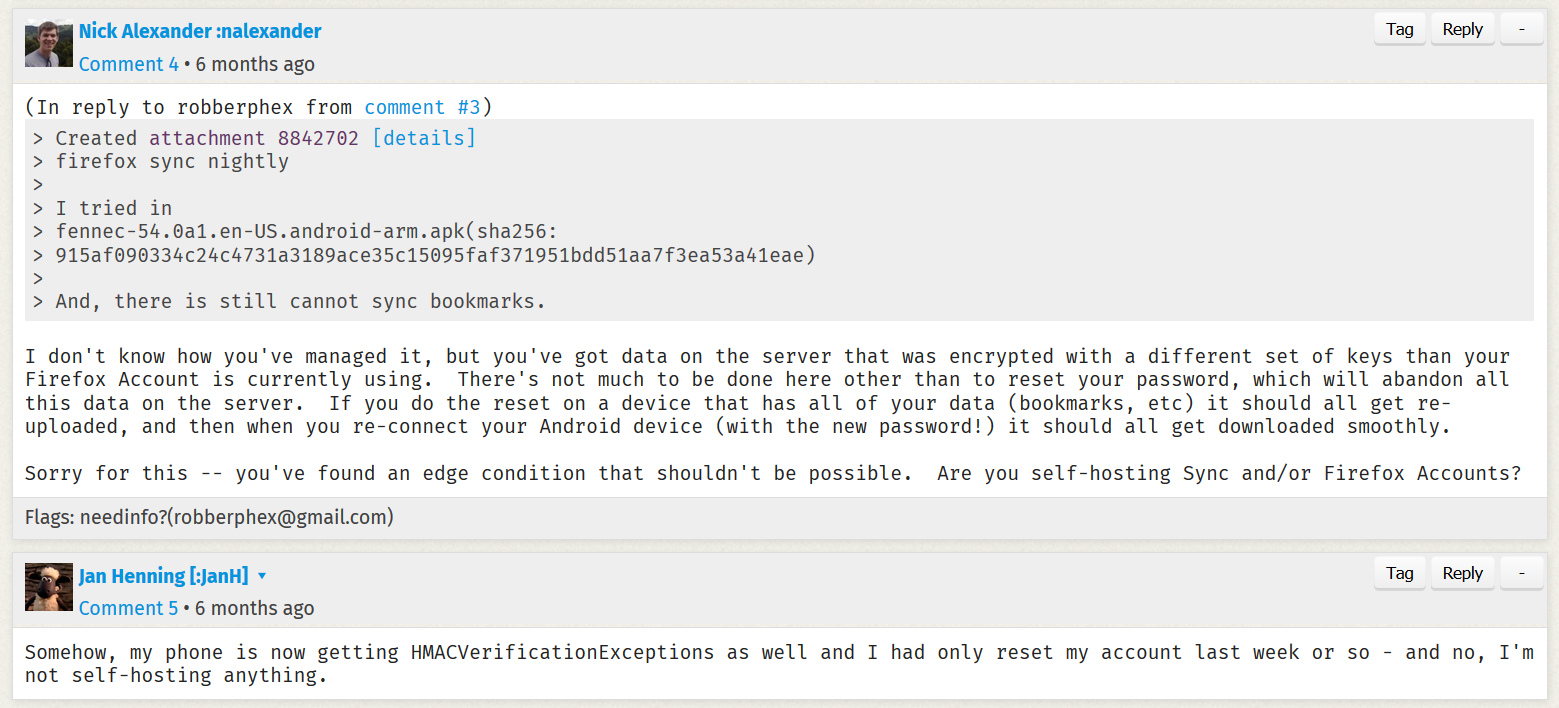 Nick Alexander :nalexander
Tag Reply -
Comment 4 • 6 months ago
(In reply to robberphex from comment #3)
> Created attachment 8842702 [details]
> firefox sync nightly
>
> I tried in
> fennec-54.0a1.en-US.android-arm.apk(sha256:
> 915af090334c24c4731a3189ace35c15095faf371951bdd51aa7f3ea53a41eae)
>
> And, there is still cannot sync bookmarks.
I don't know how you've managed it, but you've got data on the server that was encrypted with a different set of keys than your
Firefox Account is currently using.  There's not much to be done here other than to reset your password, which will abandon all
this data on the server.  If you do the reset on a device that has all of your data (bookmarks, etc) it should all get re-
uploaded, and then when you re-connect your Android device (with the new password!) it should all get downloaded smoothly.
Sorry for this -- you've found an edge condition that shouldn't be possible.  Are you self-hosting Sync and/or Firefox Accounts?
Flags: needinfo?(robberphex@gmail.com)
Jan Henning [:JanH] ▾
Tag Reply -
Comment 5 • 6 months ago
Somehow, my phone is now getting HMACVerificationExceptions as well and I had only reset my account last week or so - and no, I'm
not self-hosting anything.